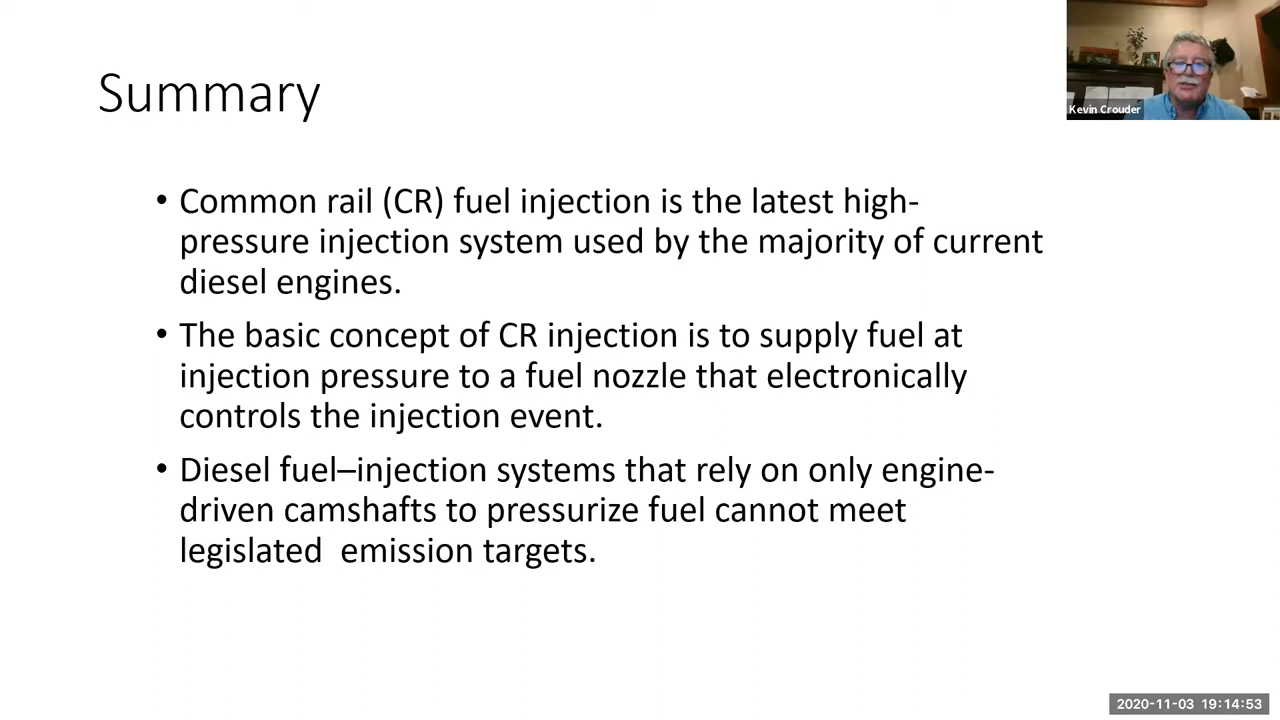 Summary
Kevin Crouder
• Common rail (CR) fuel injection is the latest high-
pressure injection system used by the majority of current
diesel engines.
• The basic concept of CR injection is to supply fuel at
injection pressure to a fuel nozzle that electronically
controls the injection event.
• Diesel fuel–injection systems that rely on only engine-
driven camshafts to pressurize fuel cannot meet
legislated  emission targets.
2020-11-03 19:14:53